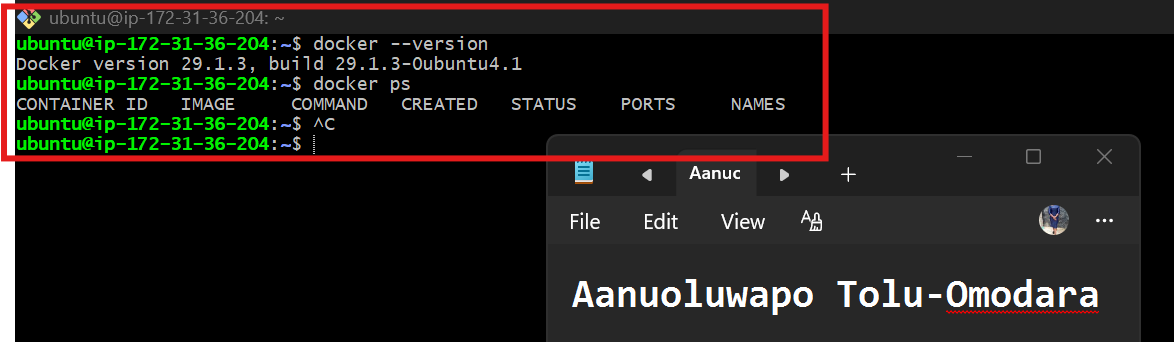 ubuntu@ip-172-31-36-204: ~
ubuntu@ip-172-31-36-204:~$ docker --version
Docker version 29.1.3, build 29.1.3-0ubuntu4.1
ubuntu@ip-172-31-36-204:~$ docker ps
CONTAINER ID   IMAGE     COMMAND   CREATED   STATUS    PORTS     NAMES
ubuntu@ip-172-31-36-204:~$ ^C
ubuntu@ip-172-31-36-204:~$
Aanuc
File Edit View
Aanuoluwapo Tolu-Omodara